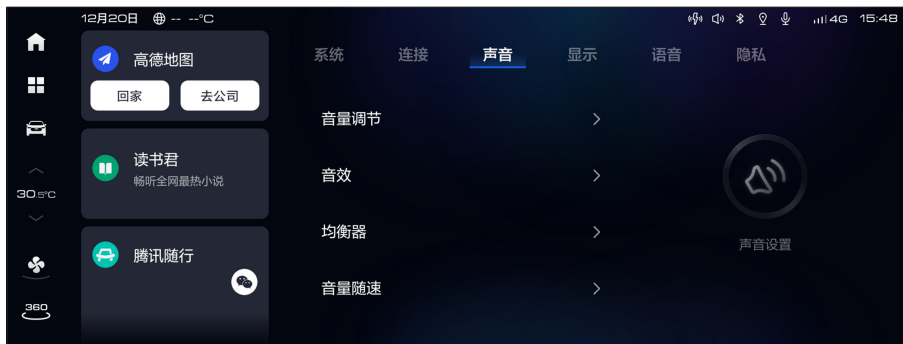 12月20日 -- --°C
4G 15:48
高德地图
回家 去公司
读书君
畅听全网最热小说
腾讯随行
30.5°C
360
系统 连接 声音 显示 语音 隐私
音量调节
音效
均衡器
音量随速
声音设置